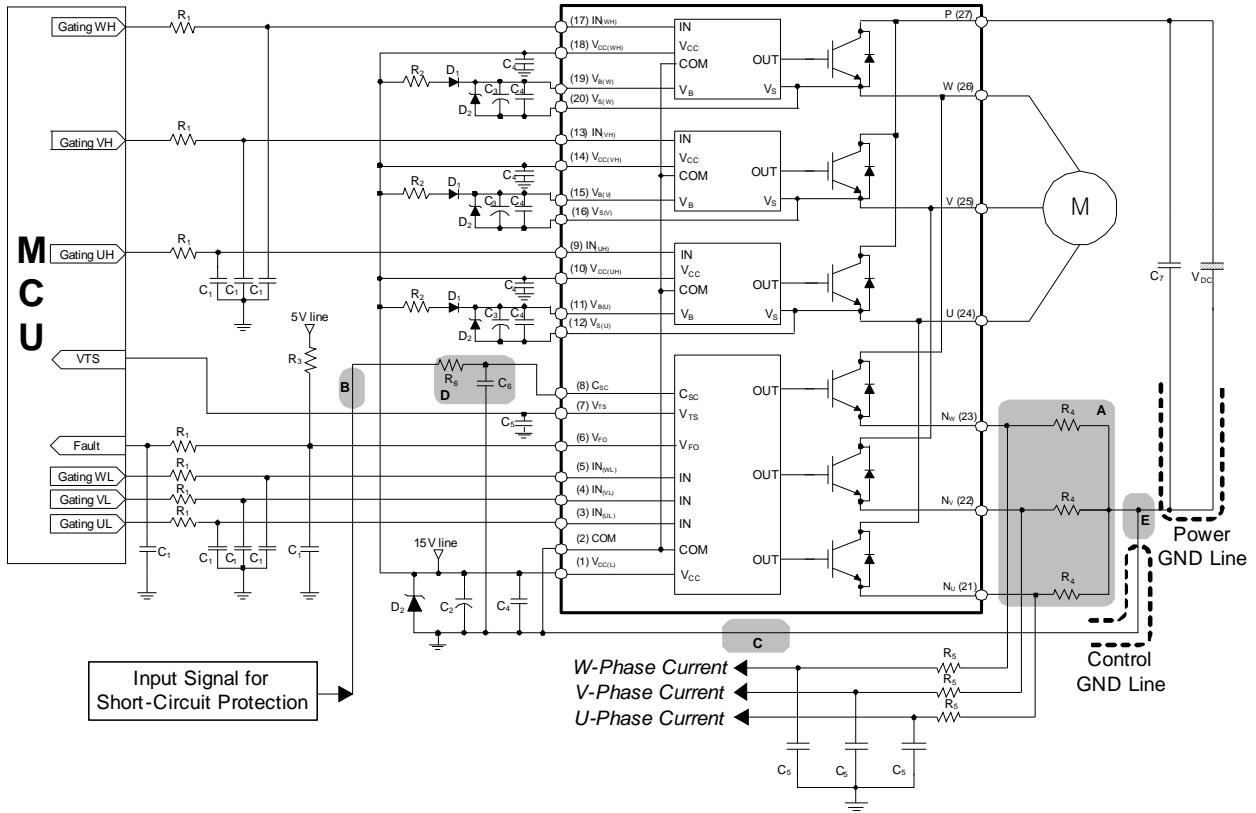 MCU
Gating WH
Gating VH
Gating UH
VTS
Fault
Gating WL
Gating VL
Gating UL
R₁
R₁
R₁
R₁
R₁
R₁
R₁
C₁
C₁
C₁
C₁
C₁
C₁
C₁
C₁
5V line
R₃
15V line
D₂
C₂
C₄
R₂
D₁
D₂
C₃
C₄
C₄
R₂
D₁
D₂
C₃
C₄
C₄
R₂
D₁
D₂
C₃
C₄
C₄
B
R₆
D
C₆
C₅
(17) IN(WH)
(18) VCC(WH)
(19) VB(W)
(20) VS(W)
(13) IN(VH)
(14) VCC(VH)
(15) VB(V)
(16) VS(V)
(9) IN(UH)
(10) VCC(UH)
(11) VB(U)
(12) VS(U)
(8) CSC
(7) VTS
(6) VFO
(5) IN(WL)
(4) IN(VL)
(3) IN(UL)
(2) COM
(1) VCC(L)
IN
VCC
COM
VB
OUT
VS
IN
VCC
COM
VB
OUT
VS
IN
VCC
COM
VB
OUT
VS
CSC
VTS
VFO
IN
IN
IN
COM
VCC
OUT
OUT
OUT
P (27)
W (26)
V (25)
U (24)
NW (23)
NV (22)
NU (21)
M
C₇
VDC
A
R₄
R₄
R₄
E
Power
GND Line
Control
GND Line
C
Input Signal for
Short-Circuit Protection
W-Phase Current
V-Phase Current
U-Phase Current
R₅
R₅
R₅
C₅
C₅
C₅